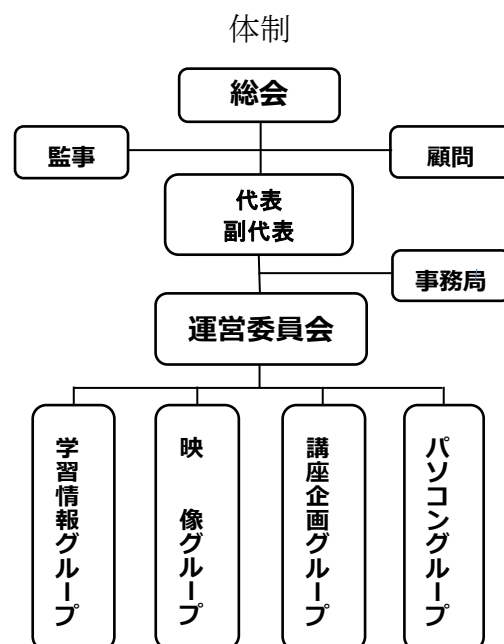 体制
総会
監事
顧問
代表
副代表
事務局
運営委員会
学習情報グループ
映　像グループ
講座企画グループ
パソコングループ